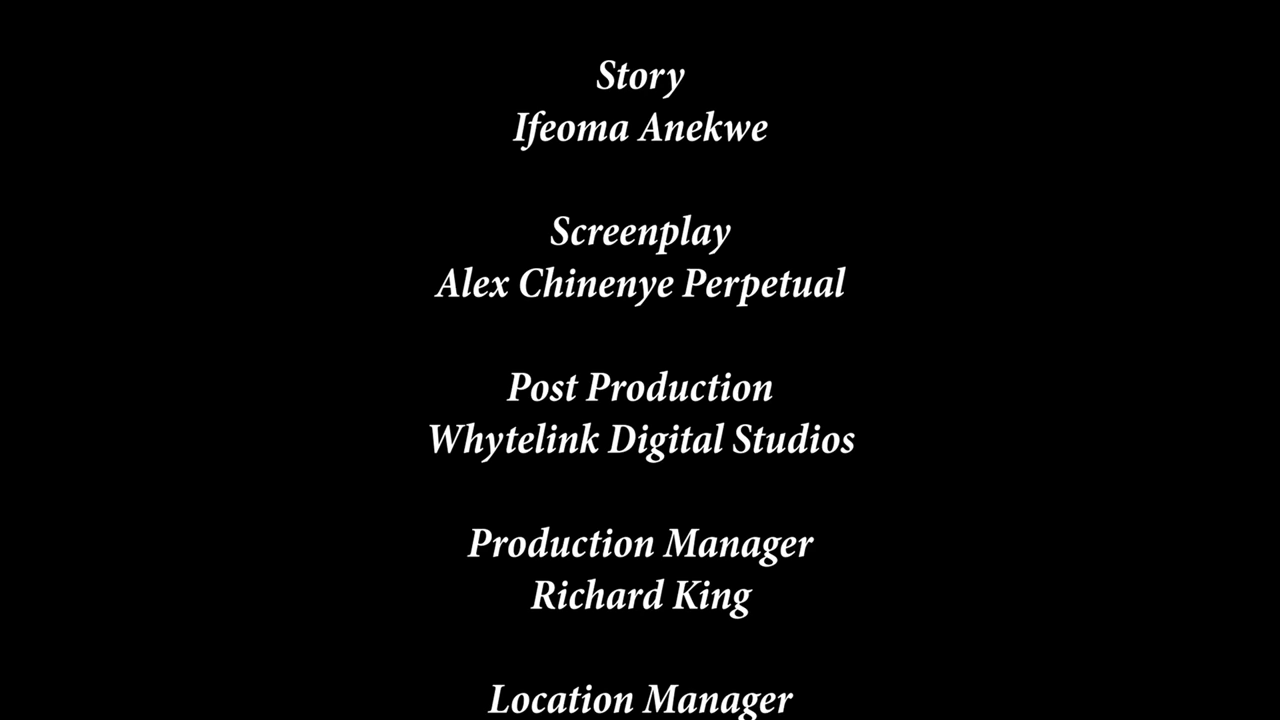 Story
Ifeoma Anekwe
Screenplay
Alex Chinenye Perpetual
Post Production
Whytelink Digital Studios
Production Manager
Richard King
Location Manager